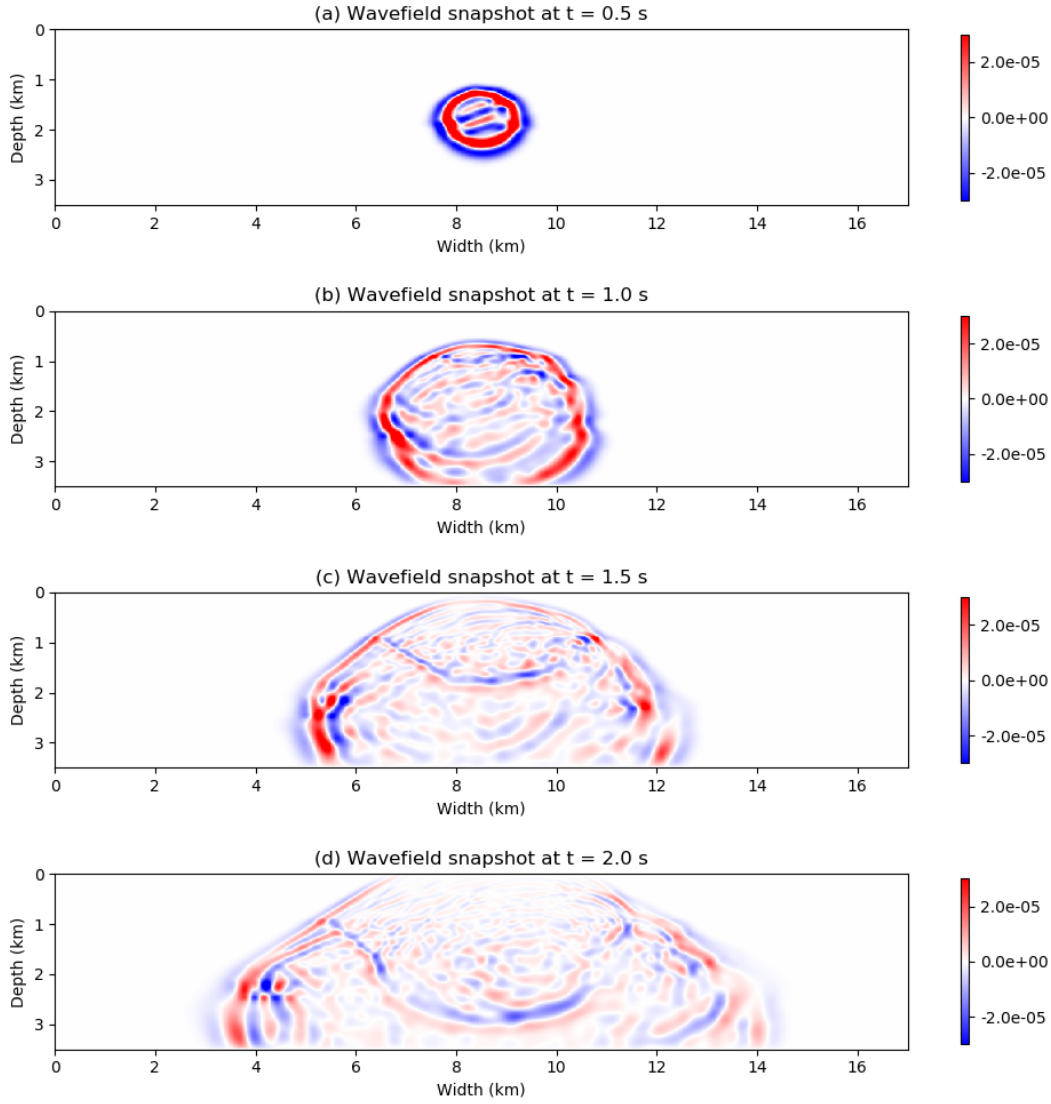 (a) Wavefield snapshot at t = 0.5 s
0
1
2
3
Depth (km)
0 2 4 6 8 10 12 14 16
Width (km)
2.0e-05
0.0e+00
-2.0e-05
(b) Wavefield snapshot at t = 1.0 s
0
1
2
3
Depth (km)
0 2 4 6 8 10 12 14 16
Width (km)
2.0e-05
0.0e+00
-2.0e-05
(c) Wavefield snapshot at t = 1.5 s
0
1
2
3
Depth (km)
0 2 4 6 8 10 12 14 16
Width (km)
2.0e-05
0.0e+00
-2.0e-05
(d) Wavefield snapshot at t = 2.0 s
0
1
2
3
Depth (km)
0 2 4 6 8 10 12 14 16
Width (km)
2.0e-05
0.0e+00
-2.0e-05